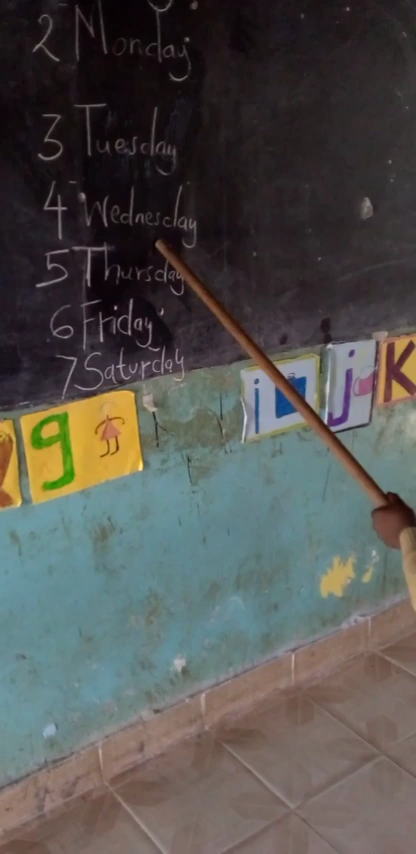 2 Monday
3 Tuesday
4 Wednesday
5 Thursday
6 Friday
7 Saturday
g
i
j
K